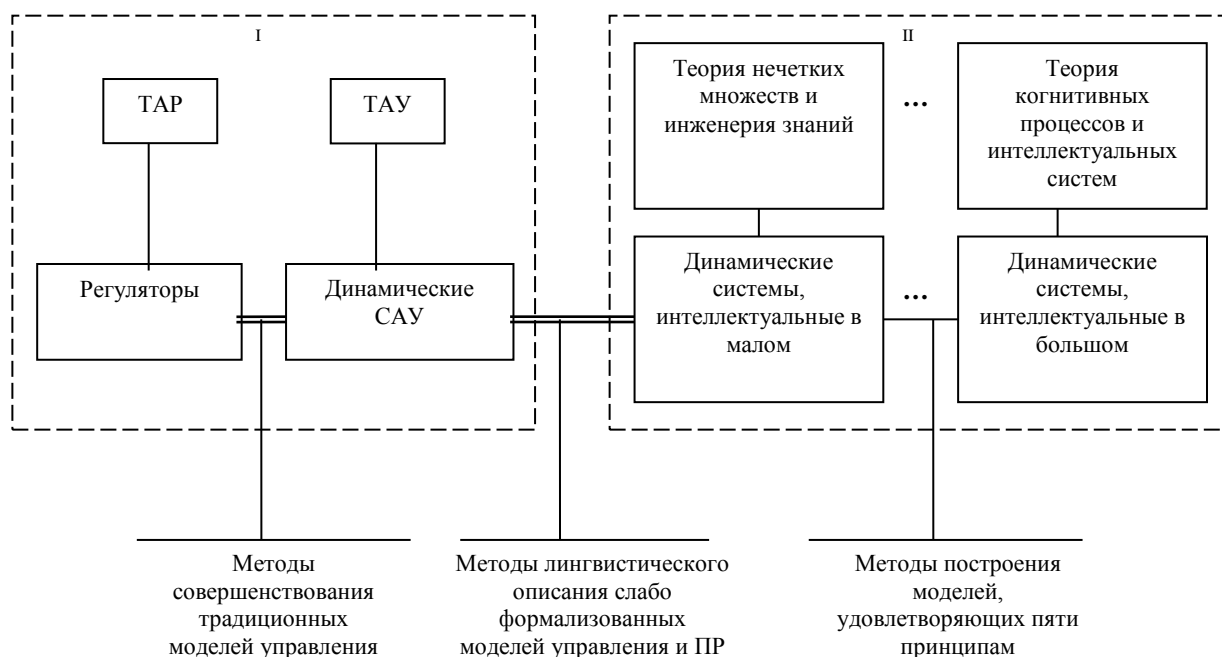 I
II
ТАР
ТАУ
Теория нечетких
множеств и
инженерия знаний
...
Теория
когнитивных
процессов и
интеллектуальных
систем
Регуляторы
Динамические
САУ
Динамические
системы,
интеллектуальные в
малом
...
Динамические
системы,
интеллектуальные в
большом
Методы
совершенствования
традиционных
моделей управления
Методы лингвистического
описания слабо
формализованных
моделей управления и ПР
Методы построения
моделей,
удовлетворяющих пяти
принципам